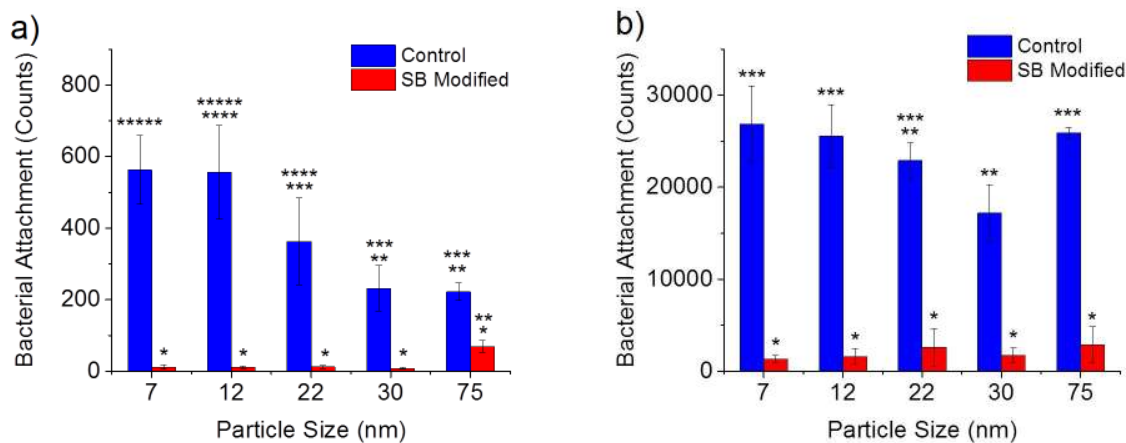 a)
Bacterial Attachment (Counts)
800
600
400
200
0
Control
SB Modified
*****
*****
****
****
***
***
**
***
**
*
*
*
*
**
*
7 12 22 30 75
Particle Size (nm)
b)
Bacterial Attachment (Counts)
30000
20000
10000
0
Control
SB Modified
***
***
***
**
**
***
*
*
*
*
*
7 12 22 30 75
Particle Size (nm)